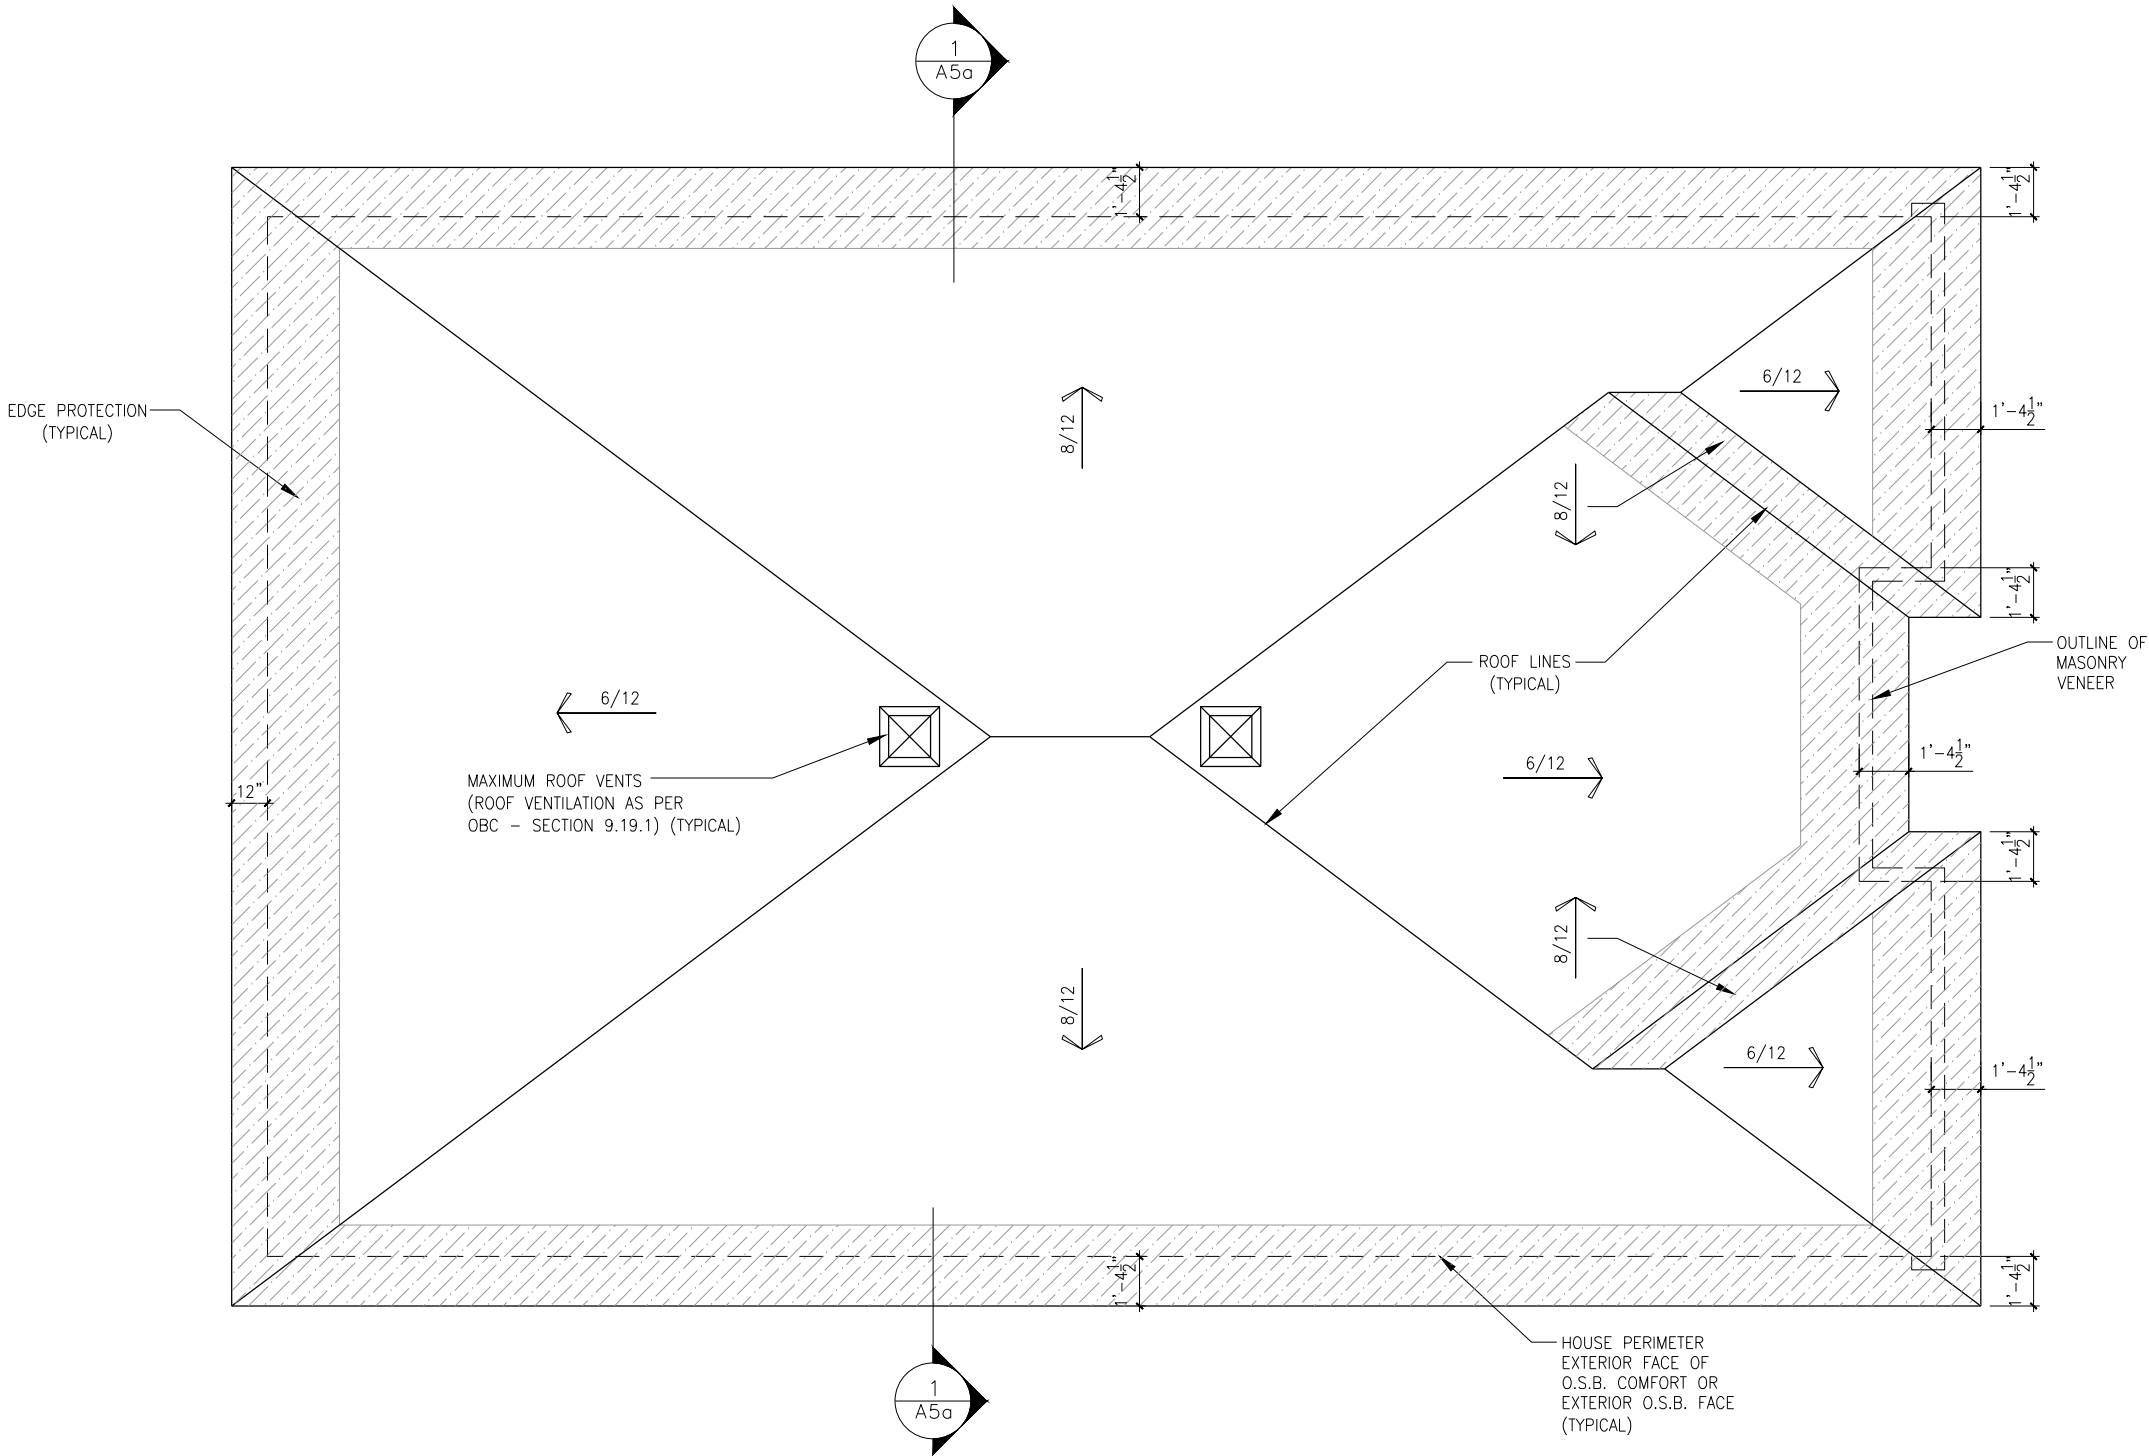 1
A5a
1'-4½"
1'-4½"
6/12
EDGE PROTECTION
(TYPICAL)
8/12
1'-4½"
8/12
1'-4½"
OUTLINE OF
MASONRY
VENEER
ROOF LINES
(TYPICAL)
6/12
1'-4½"
6/12
MAXIMUM ROOF VENTS
(ROOF VENTILATION AS PER
OBC - SECTION 9.19.1) (TYPICAL)
12"
1'-4½"
8/12
8/12
6/12
1'-4½"
1'-4½"
1'-4½"
HOUSE PERIMETER
EXTERIOR FACE OF
O.S.B. COMFORT OR
EXTERIOR O.S.B. FACE
(TYPICAL)
1
A5a